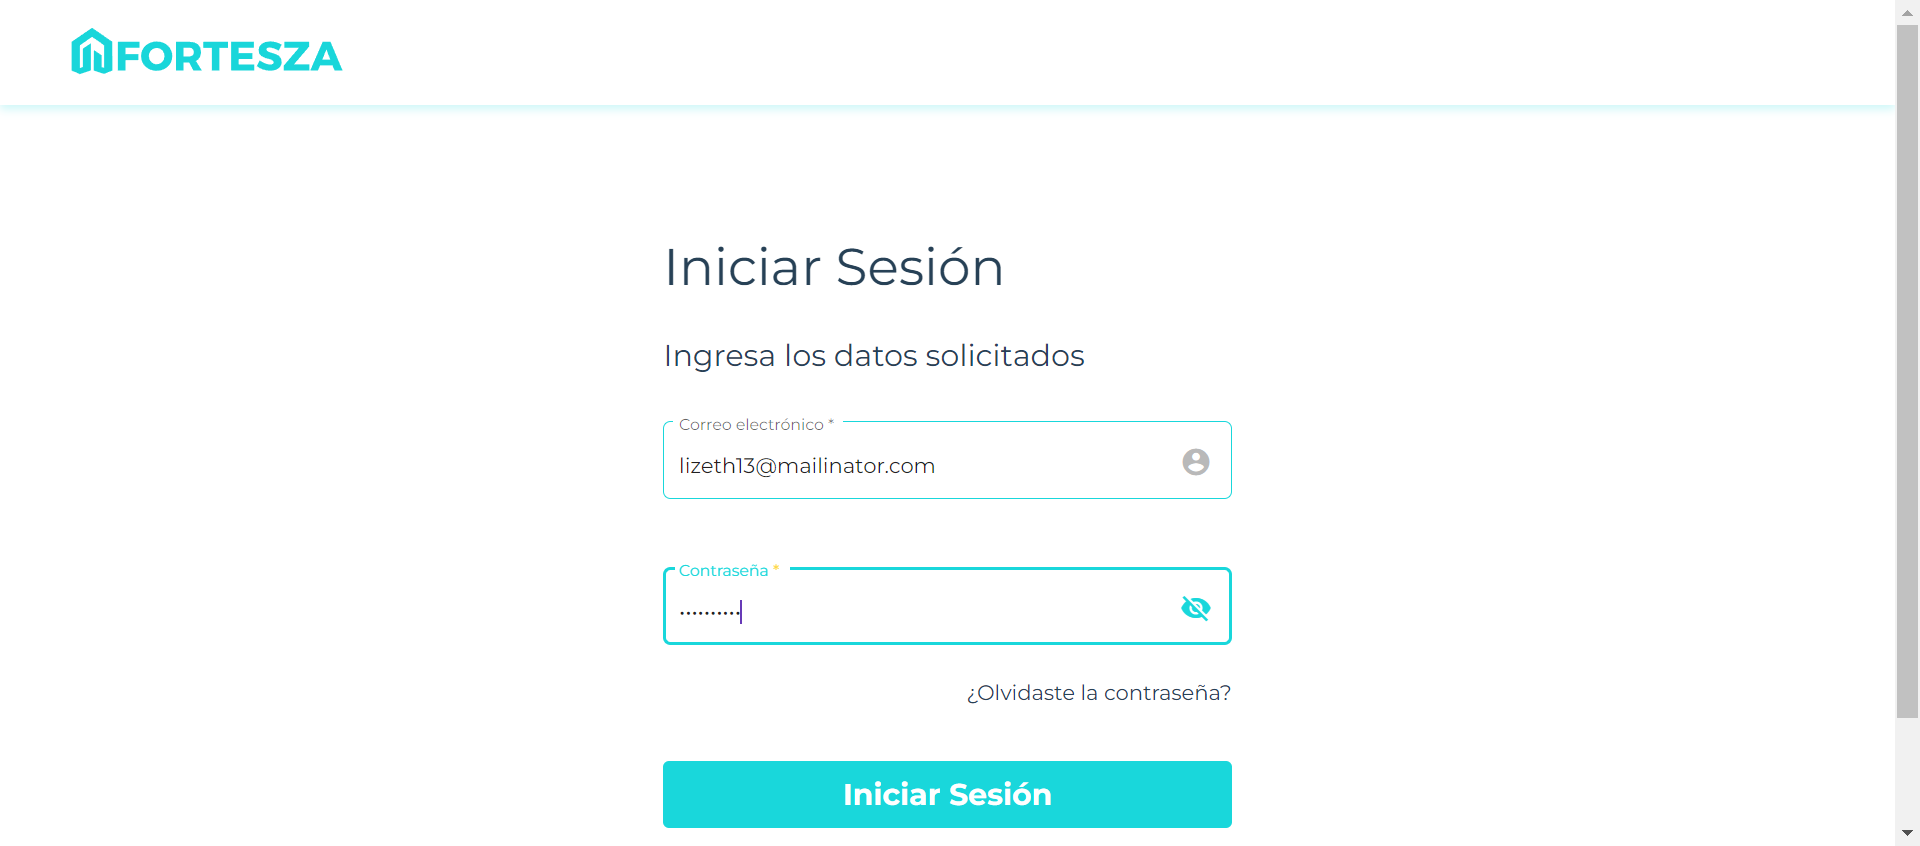 FORTESZA
Iniciar Sesión
Ingresa los datos solicitados
Correo electrónico *
lizeth13@mailinator.com
Contraseña *
••••••••••
¿Olvidaste la contraseña?
Iniciar Sesión